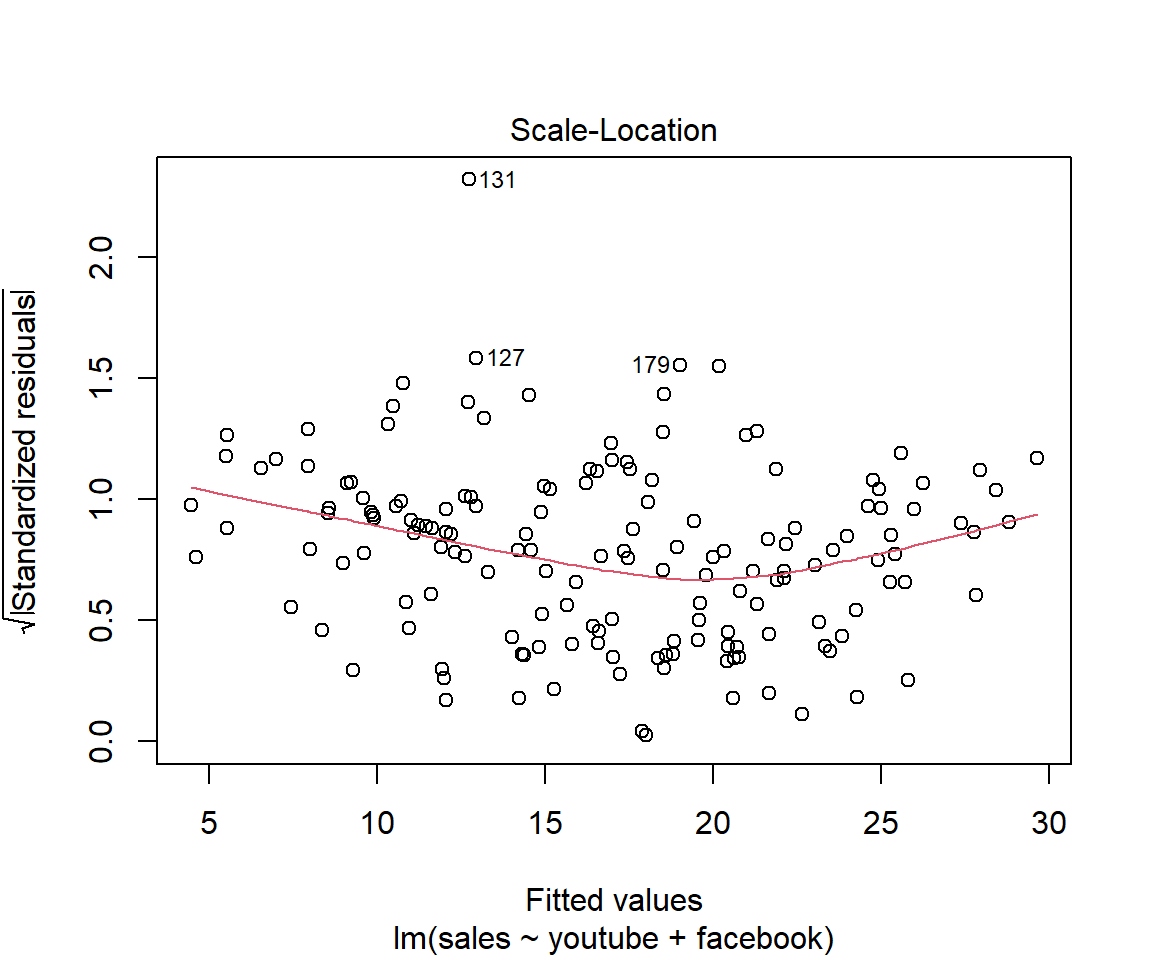 Scale-Location
√|Standardized residuals|
2.0
1.5
1.0
0.5
0.0
131
127
179
5 10 15 20 25 30
Fitted values
lm(sales ~ youtube + facebook)